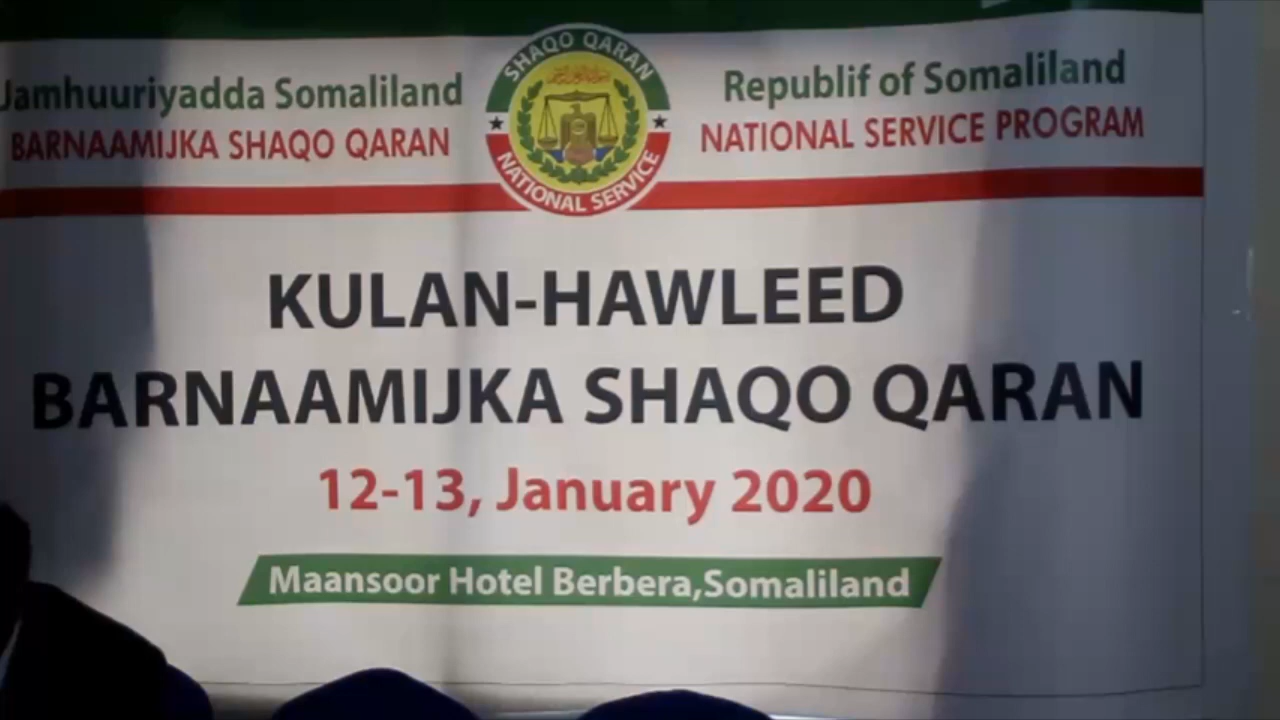 Jamhuuriyadda Somaliland
BARNAAMIJKA SHAQO QARAN
SHAQO QARAN
NATIONAL SERVICE
Republif of Somaliland
NATIONAL SERVICE PROGRAM
KULAN-HAWLEED
BARNAAMIJKA SHAQO QARAN
12-13, January 2020
Maansoor Hotel Berbera,Somaliland